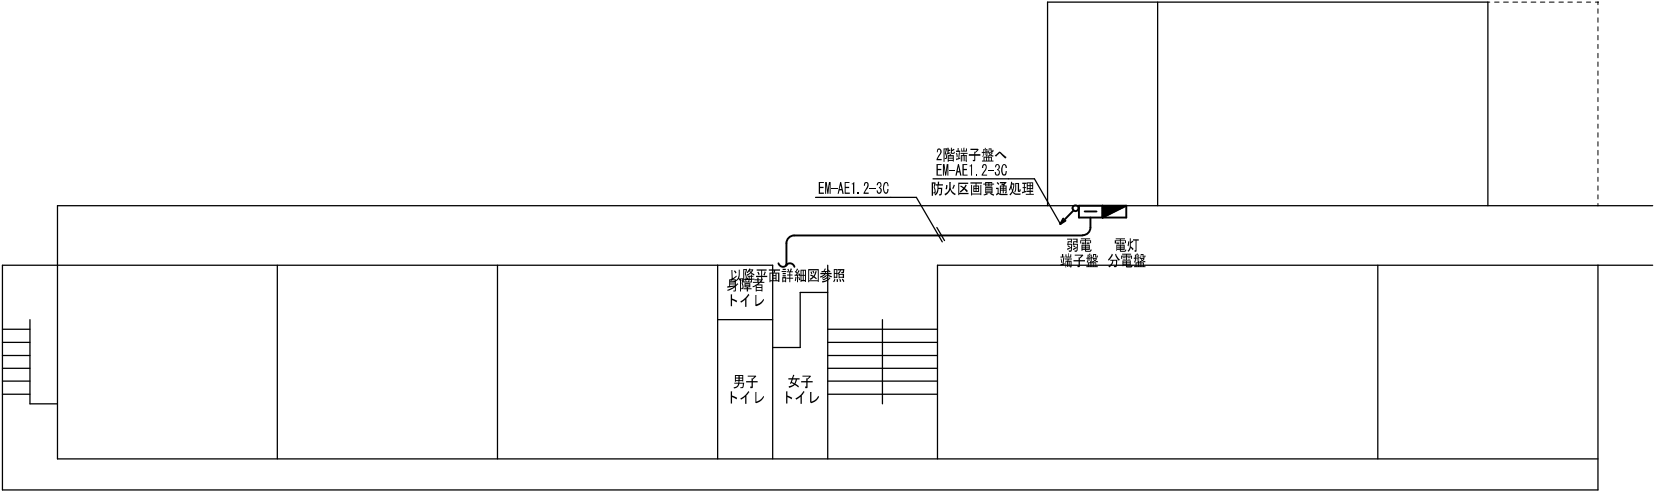 2階端子盤へ
EM-AE1.2-3C
防火区画貫通処理
EM-AE1.2-3C
弱電
端子盤
電灯
分電盤
以降平面詳細図参照
身障者
トイレ
男子
トイレ
女子
トイレ